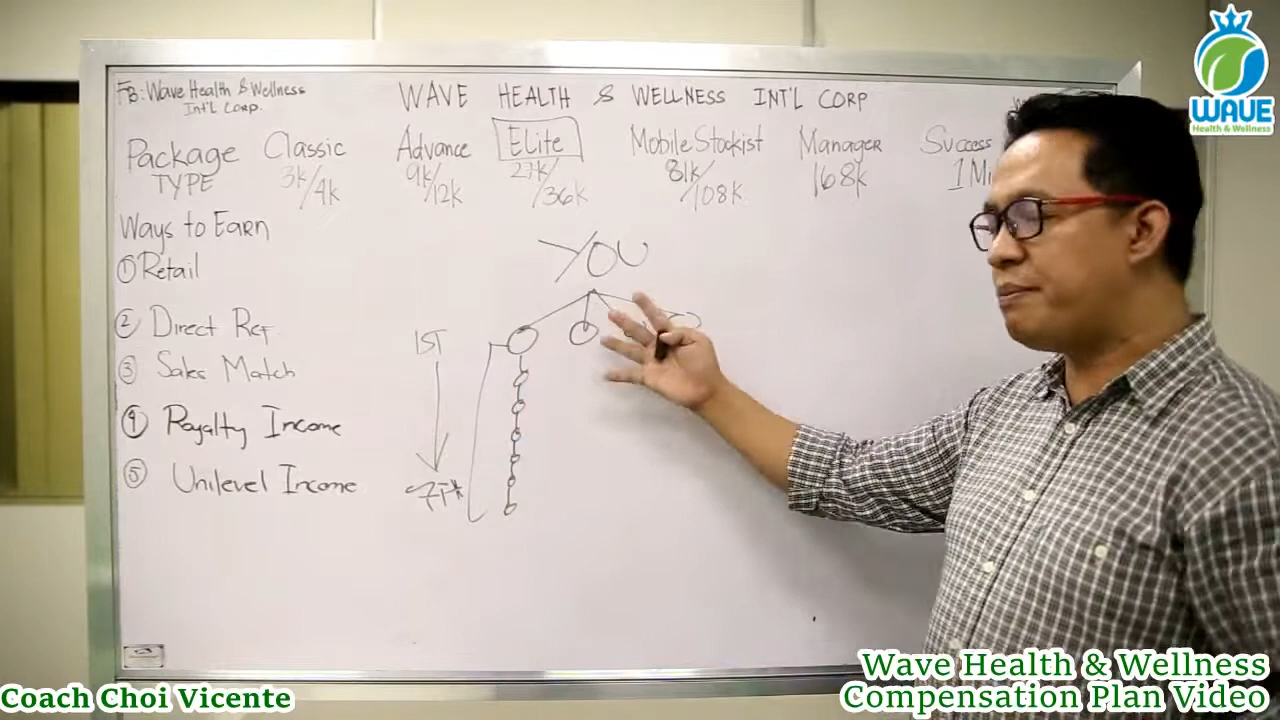 FB: Wave Health & Wellness
Int'l Corp.
WAVE HEALTH & WELLNESS INT'L CORP
WAVE
Health & Wellness
Package TYPE
Classic 3k/4k
Advance 9k/12k
Elite 27k/36k
Mobile Stockist 81k/108k
Manager 168k
Success
Ways to Earn
① Retail
② Direct Ref
③ Sales Match
④ Royalty Income
⑤ Unilevel Income
YOU
1ST
7TH
Wave Health & Wellness
Compensation Plan Video
Coach Choi Vicente